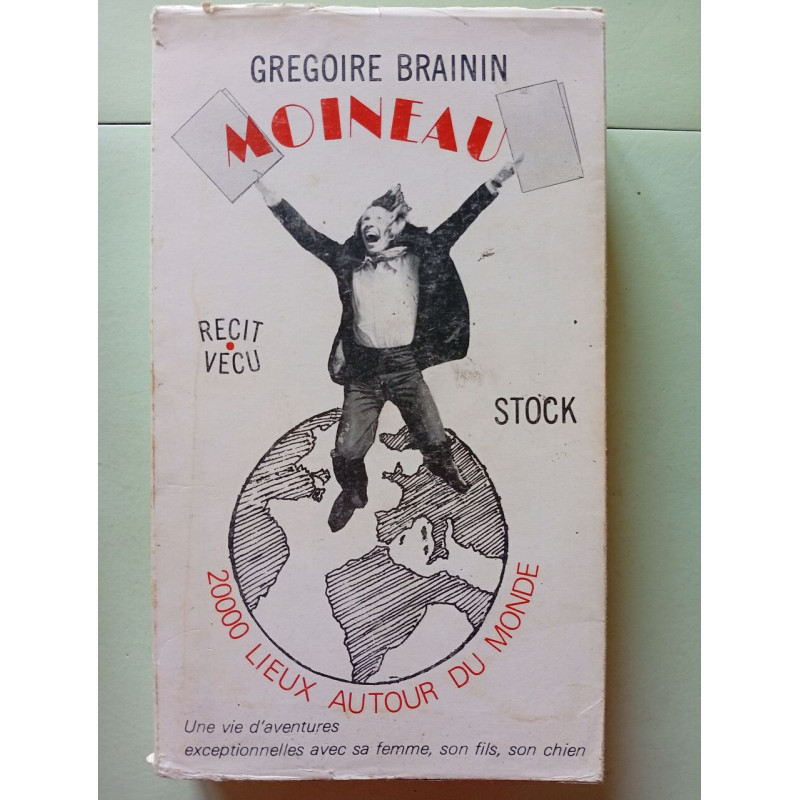 GREGOIRE BRAININ
MOINEAU
RECIT
VECU
STOCK
20000 LIEUX AUTOUR DU MONDE
Une vie d'aventures
exceptionnelles avec sa femme, son fils, son chien